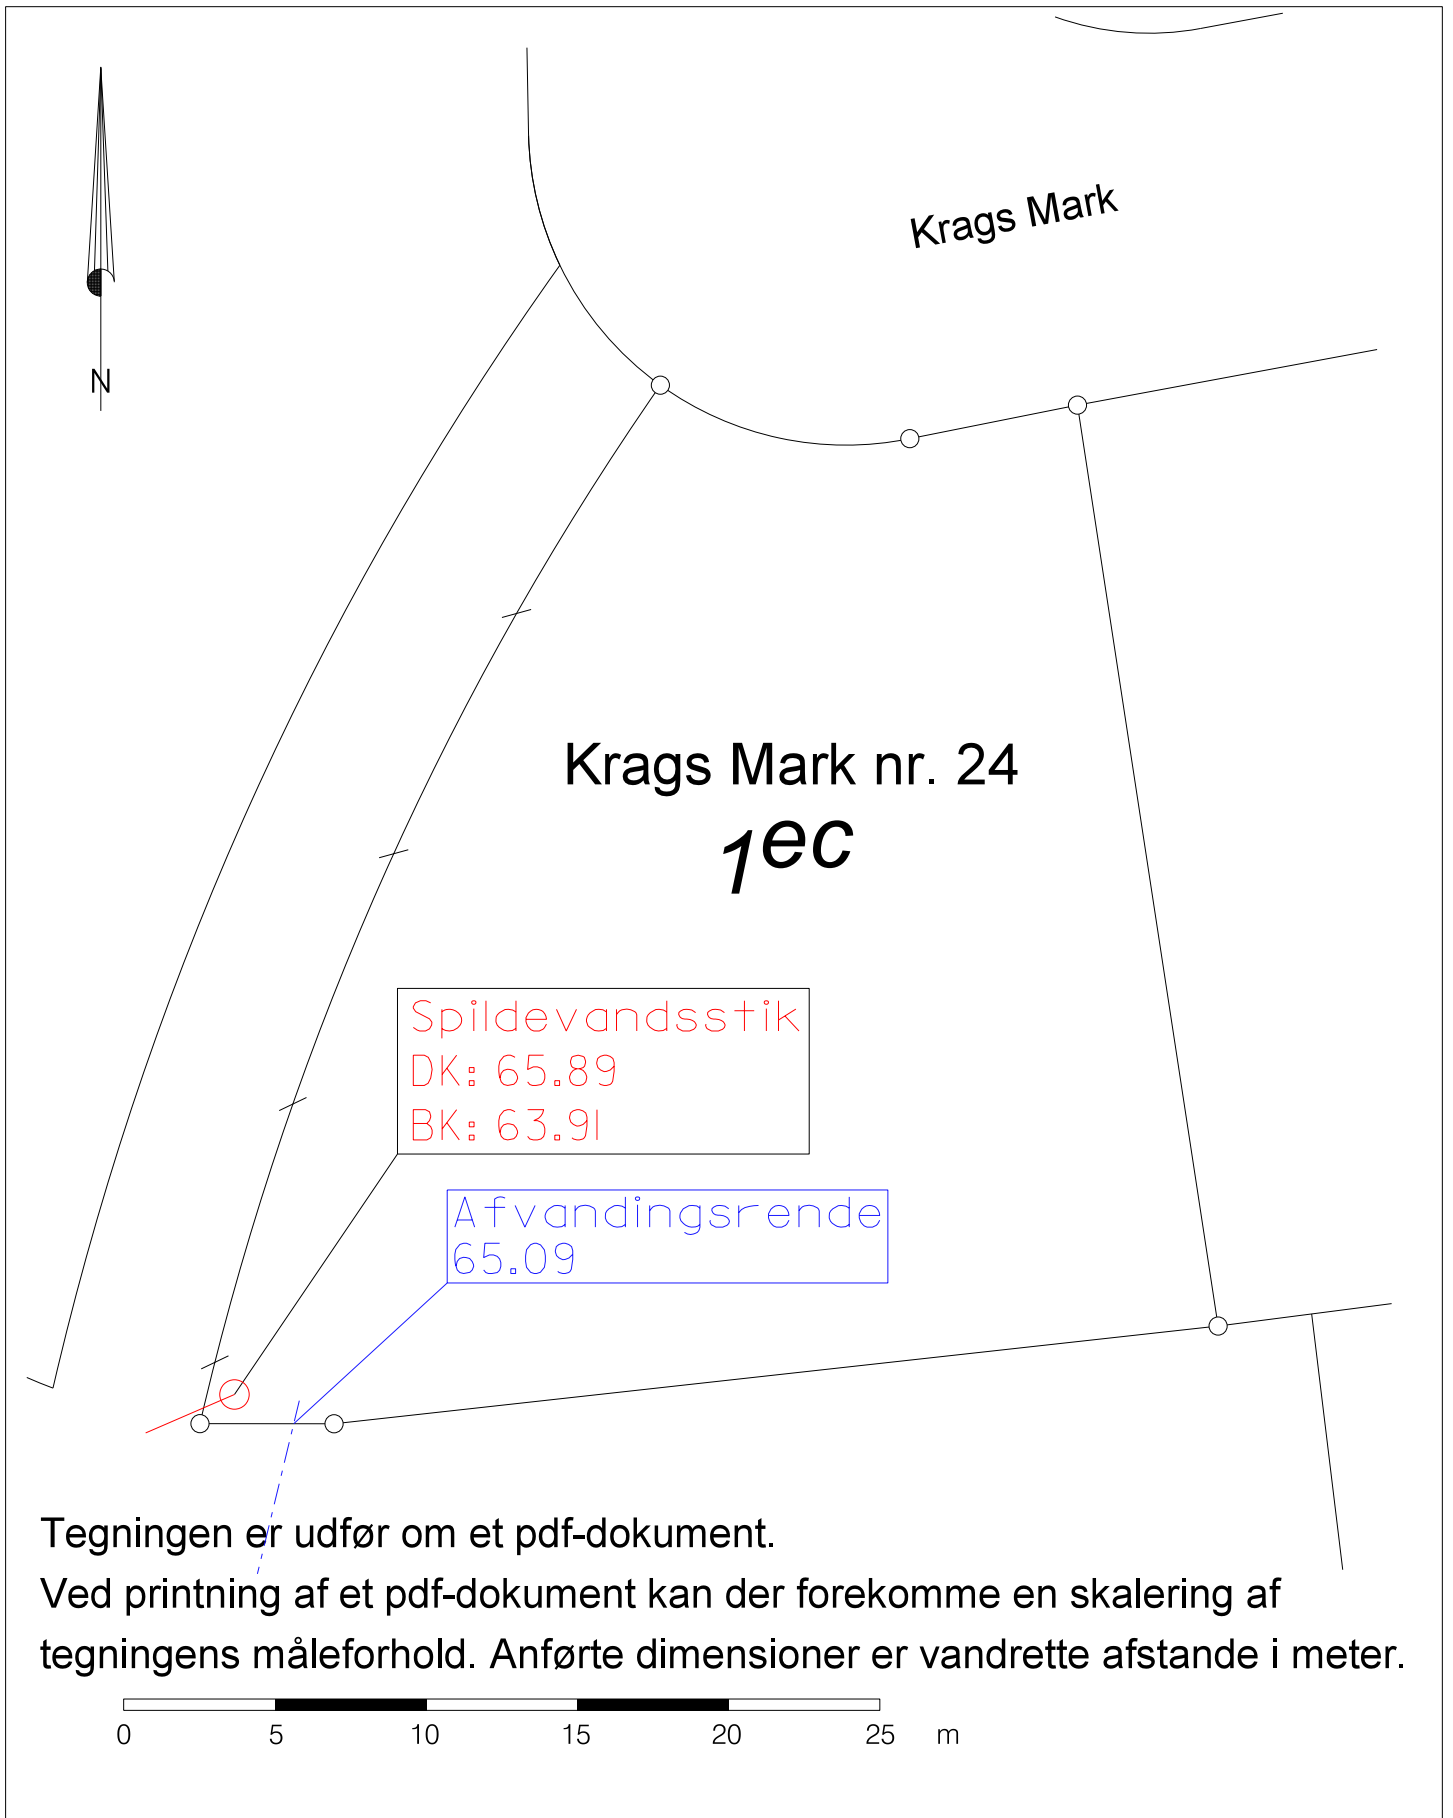 Krags Mark
N
Krags Mark nr. 24
1ec
Spildevandsstik
DK: 65.89
BK: 63.91
Afvandingsrende
65.09
Tegningen er udfør om et pdf-dokument.
Ved printning af et pdf-dokument kan der forekomme en skalering af
tegningens måleforhold. Anførte dimensioner er vandrette afstande i meter.
0 5 10 15 20 25 m